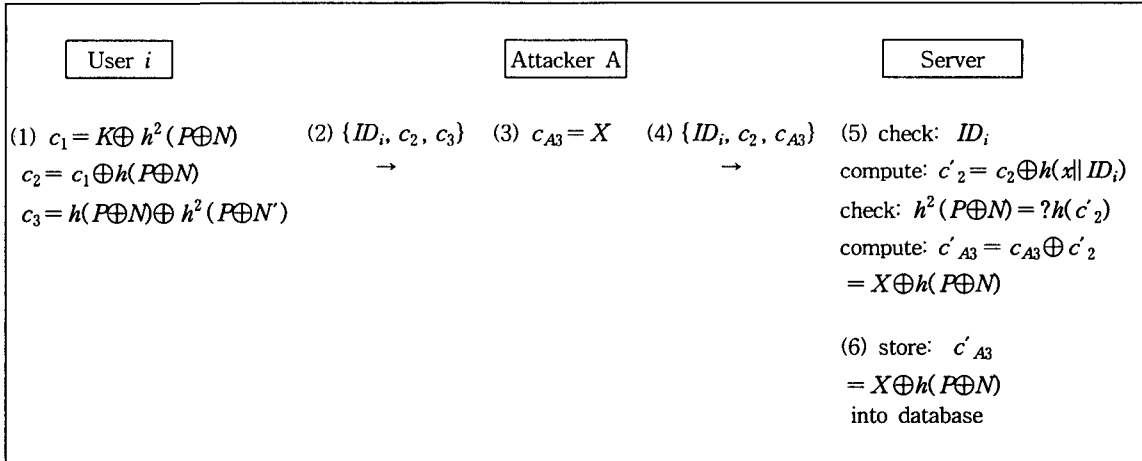 User i Attacker A Server
(1) c₁ = K⊕ h²(P⊕N) (2) {IDᵢ, c₂, c₃} (3) c_A3 = X (4) {IDᵢ, c₂, c_A3} (5) check: IDᵢ
c₂ = c₁⊕h(P⊕N) → → compute: c′₂ = c₂⊕h(x‖IDᵢ)
c₃ = h(P⊕N)⊕ h²(P⊕N′) check: h²(P⊕N) = ?h(c′₂)
compute: c′_A3 = c_A3⊕c′₂
= X⊕h(P⊕N)
(6) store: c′_A3
= X⊕h(P⊕N)
into database